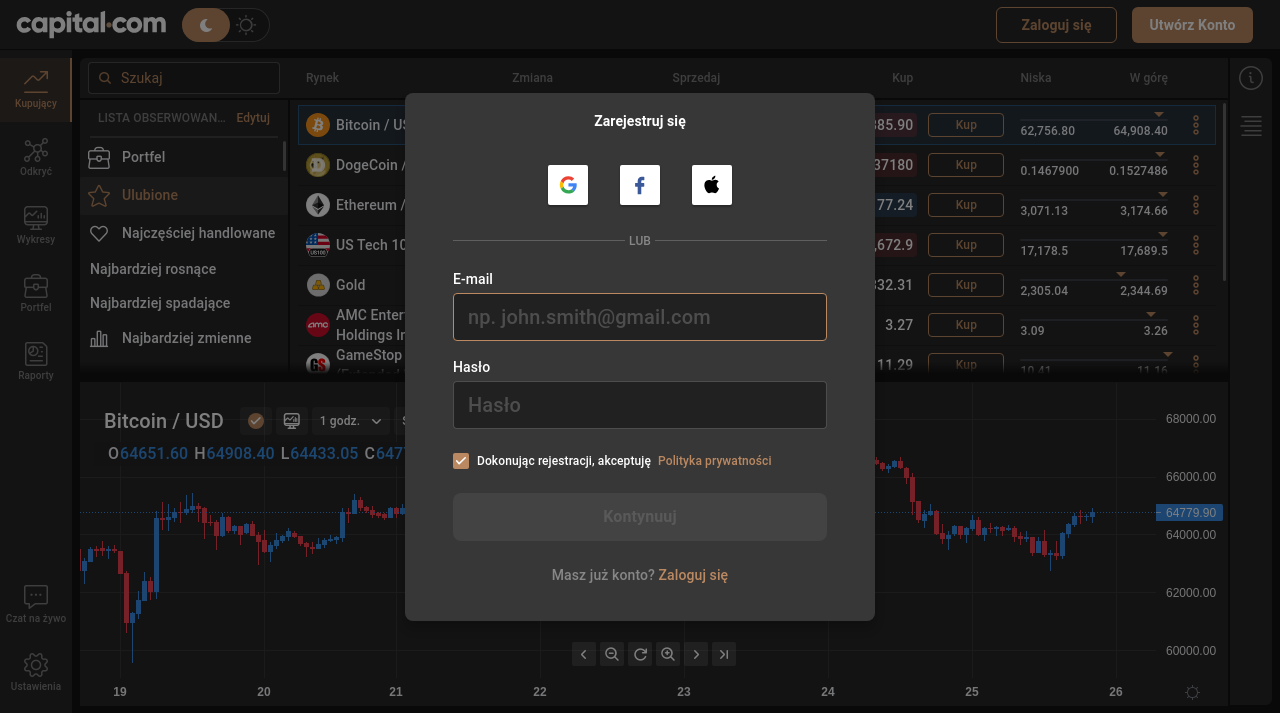 capital.com
Zaloguj się
Utwórz Konto
Kupujący
Odkryć
Wykresy
Portfel
Raporty
Czat na żywo
Ustawienia
Szukaj
LISTA OBSERWOWAN... Edytuj
Portfel
Ulubione
Najczęściej handlowane
Najbardziej rosnące
Najbardziej spadające
Najbardziej zmienne
Rynek Zmiana Sprzedaj Kup Niska W górę
Bitcoin / US 385.90 Kup 62,756.80 64,908.40
DogeCoin / 37180 Kup 0.1467900 0.1527486
Ethereum / 77.24 Kup 3,071.13 3,174.66
US Tech 10 ,672.9 Kup 17,178.5 17,689.5
Gold 332.31 Kup 2,305.04 2,344.69
AMC Enter
Holdings In 3.27 Kup 3.09 3.26
GameStop 11.29 Kup 10.41 11.16
(Extended
Zarejestruj się
LUB
E-mail
np. john.smith@gmail.com
Hasło
Hasło
Dokonując rejestracji, akceptuję Polityka prywatności
Kontynuuj
Masz już konto? Zaloguj się
Bitcoin / USD
1 godz.
O64651.60 H64908.40 L64433.05 C647
68000.00
66000.00
64779.90
64000.00
62000.00
60000.00
19 20 21 22 23 24 25 26